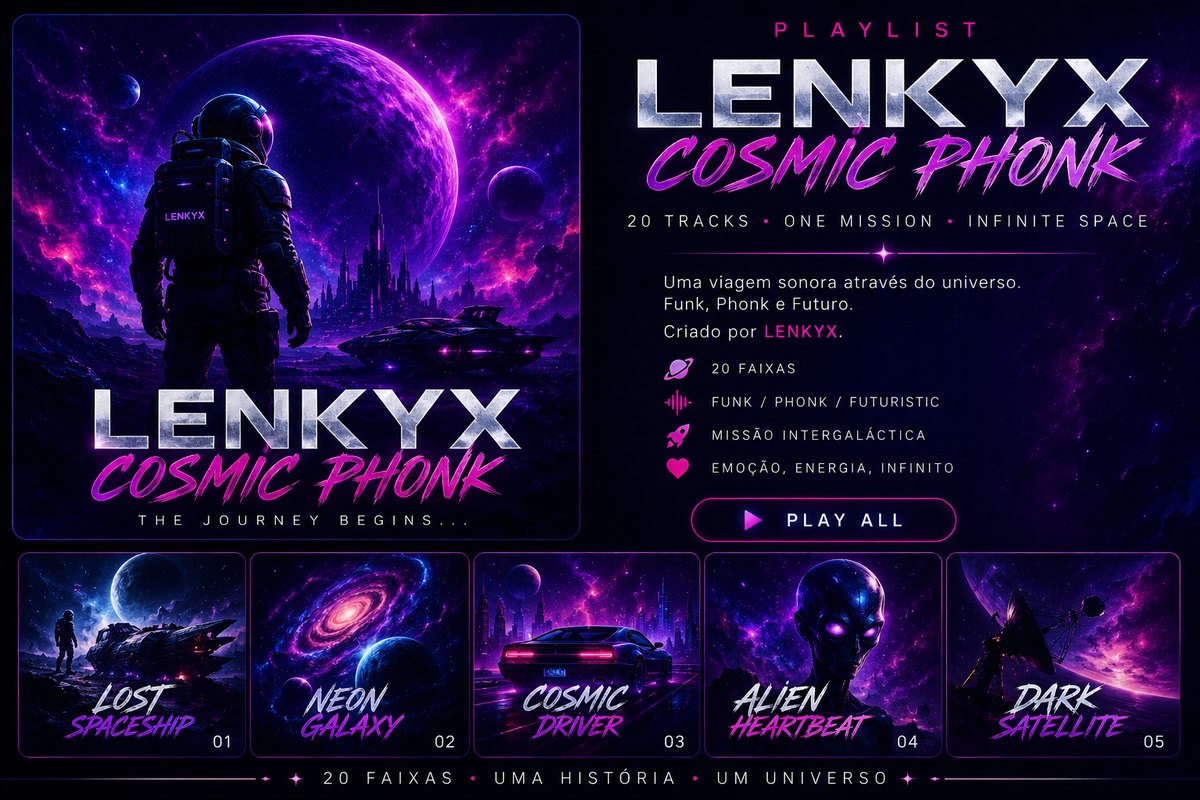 LENKYX
LENKYX
COSMIC PHONK
THE JOURNEY BEGINS...
PLAYLIST
LENKYX
COSMIC PHONK
20 TRACKS • ONE MISSION • INFINITE SPACE
Uma viagem sonora através do universo.
Funk, Phonk e Futuro.
Criado por LENKYX.
20 FAIXAS
FUNK / PHONK / FUTURISTIC
MISSÃO INTERGALÁCTICA
EMOÇÃO, ENERGIA, INFINITO
PLAY ALL
LOST
SPACESHIP
01
NEON
GALAXY
02
COSMIC
DRIVER
03
ALIEN
HEARTBEAT
04
DARK
SATELLITE
05
20 FAIXAS • UMA HISTÓRIA • UM UNIVERSO